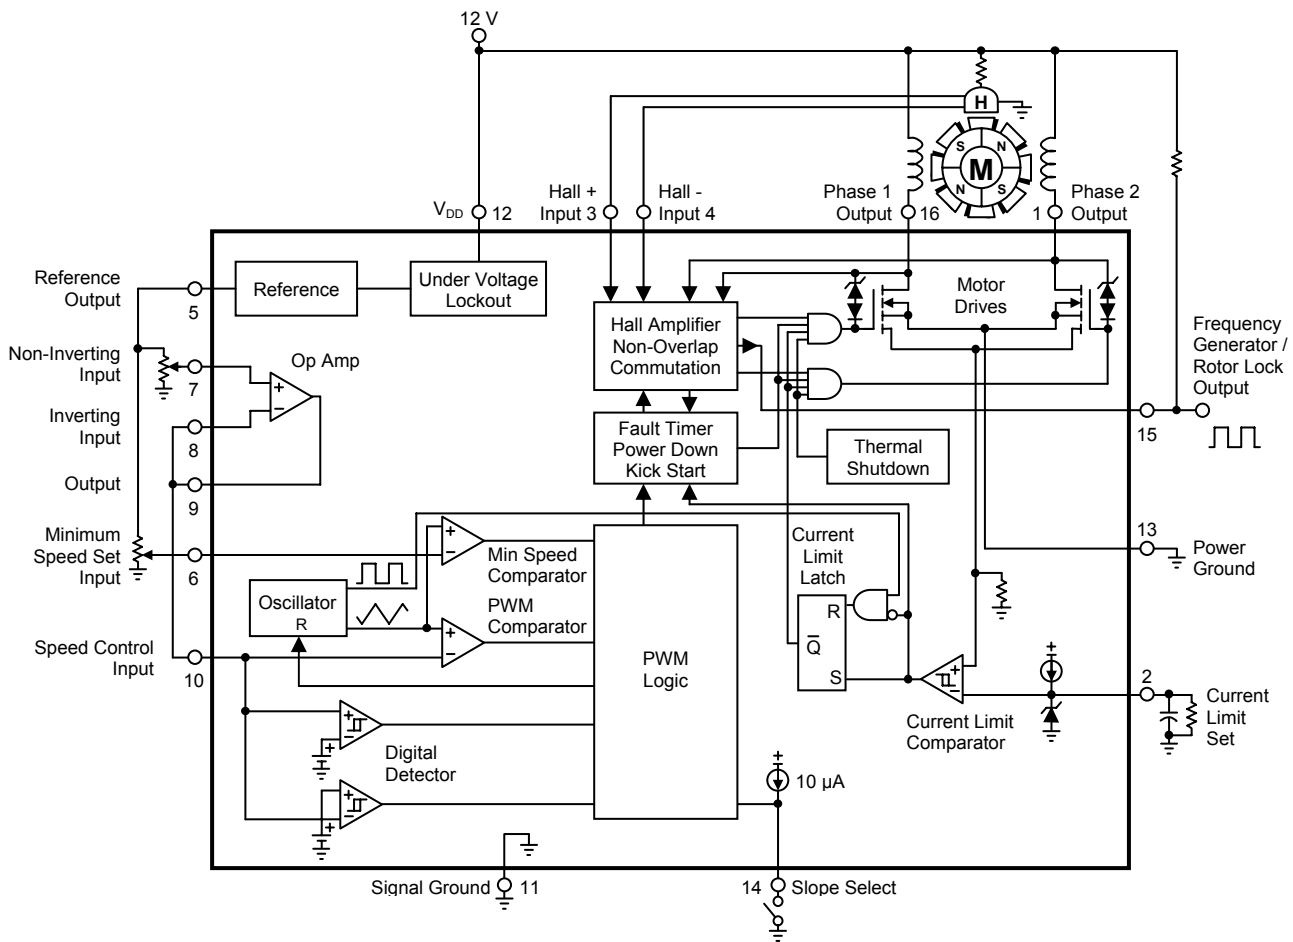 12 V
H
S
N
M
N
S
Hall +
Input 3
Hall -
Input 4
Phase 1
Output
16
1
Phase 2
Output
VDD
12
Reference
Output
5
Reference
Under Voltage
Lockout
Motor
Drives
Hall Amplifier
Non-Overlap
Commutation
Frequency
Generator /
Rotor Lock
Output
15
Non-Inverting
Input
7
Op Amp
+
−
Inverting
Input
8
Output
9
Fault Timer
Power Down
Kick Start
Thermal
Shutdown
Minimum
Speed Set
Input
6
+
−
Min Speed
Comparator
Current
Limit
Latch
13
Power
Ground
Oscillator
R
PWM
Comparator
+
−
R
Q̅
S
Speed Control
Input
10
PWM
Logic
+
−
+
2
Current
Limit
Set
Current Limit
Comparator
+
−
+
Digital
Detector
+
−
+
+
10 µA
Signal Ground
11
14
Slope Select